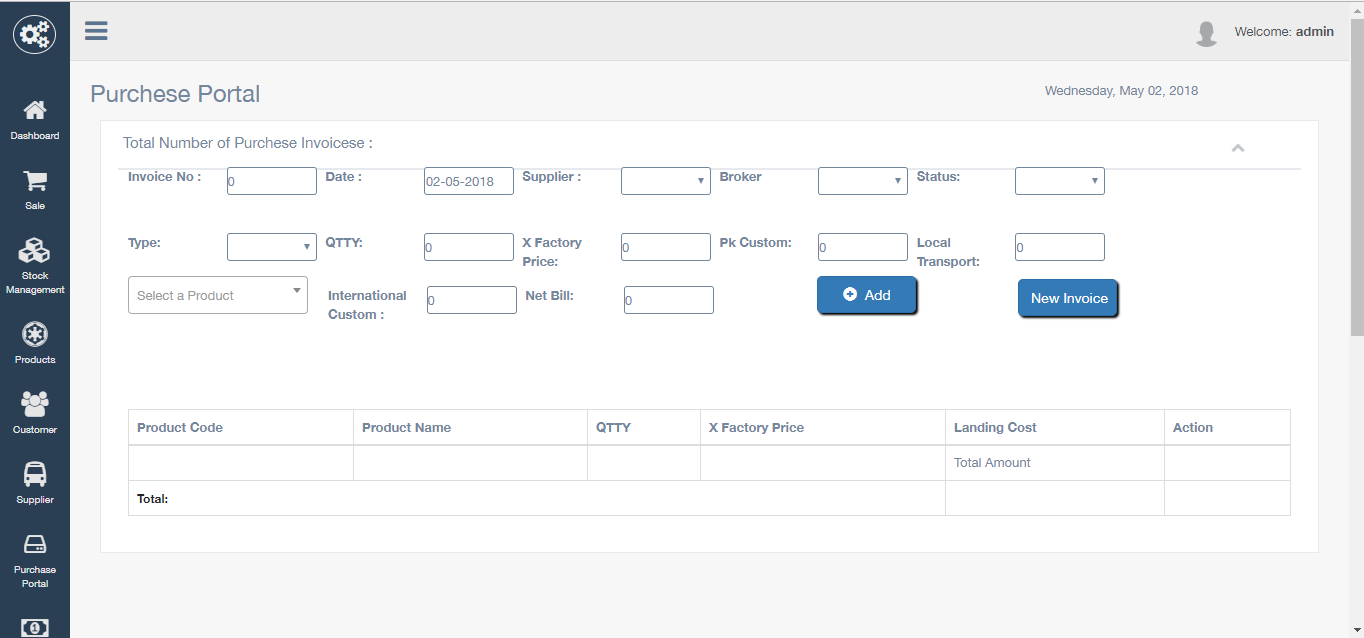 Welcome: admin
Purchese Portal
Wednesday, May 02, 2018
Dashboard
Sale
Stock
Management
Products
Customer
Supplier
Purchase
Portal
1
Total Number of Purchese Invoicese :
Invoice No : 0 Date : 02-05-2018 Supplier : Broker Status:
Type: QTTY: 0 X Factory Price: 0 Pk Custom: 0 Local Transport: 0
Select a Product International Custom : 0 Net Bill: 0 Add New Invoice
Product Code Product Name QTTY X Factory Price Landing Cost Action
Total Amount
Total: